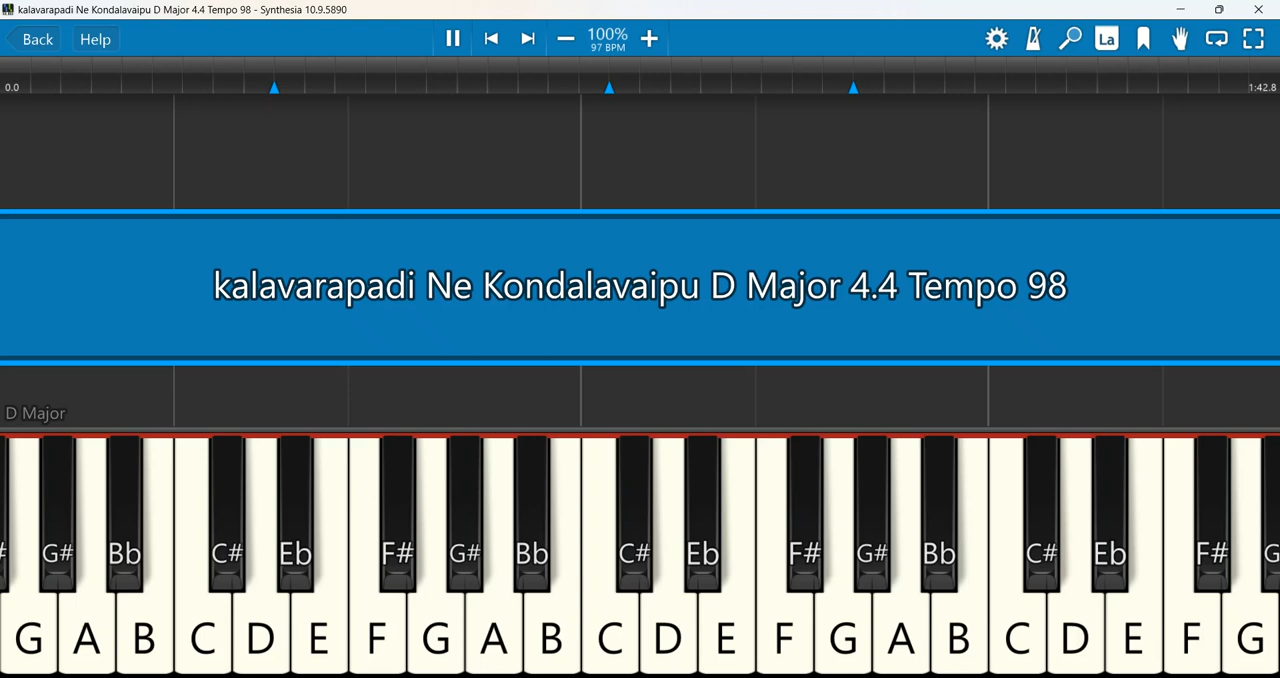 kalavarapadi Ne Kondalavaipu D Major 4.4 Tempo 98 - Synthesia 10.9.5890
Back Help 100% La
97 BPM
0.0 1:42.8
kalavarapadi Ne Kondalavaipu D Major 4.4 Tempo 98
D Major
# G# Bb C# Eb F# G# Bb C# Eb F# G# Bb C# Eb F# G
G A B C D E F G A B C D E F G A B C D E F G